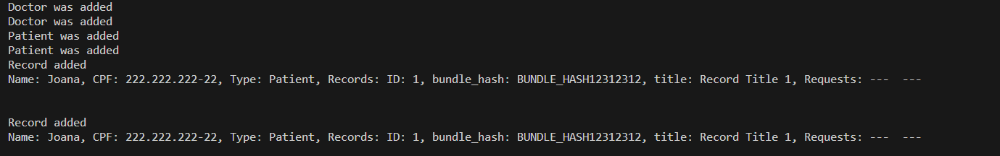 Doctor was added
Doctor was added
Patient was added
Patient was added
Record added
Name: Joana, CPF: 222.222.222-22, Type: Patient, Records: ID: 1, bundle_hash: BUNDLE_HASH12312312, title: Record Title 1, Requests: ---  ---
Record added
Name: Joana, CPF: 222.222.222-22, Type: Patient, Records: ID: 1, bundle_hash: BUNDLE_HASH12312312, title: Record Title 1, Requests: ---  ---